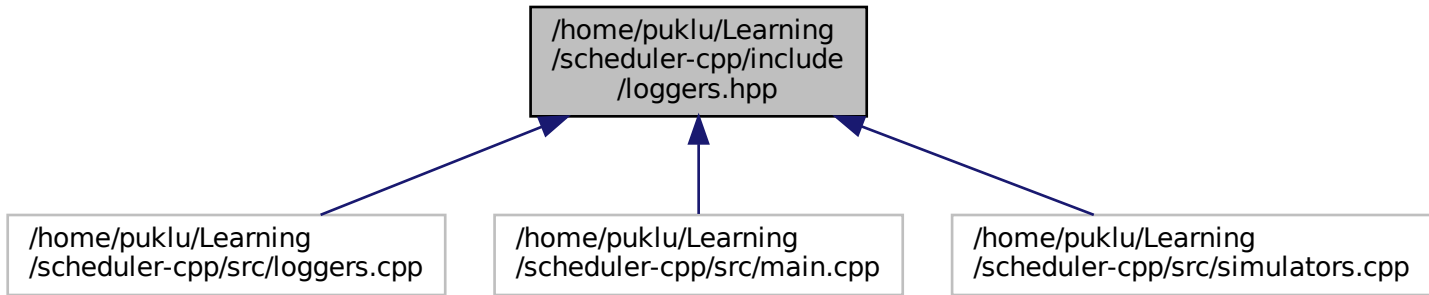 /home/puklu/Learning
/scheduler-cpp/include
/loggers.hpp
/home/puklu/Learning
/scheduler-cpp/src/loggers.cpp
/home/puklu/Learning
/scheduler-cpp/src/main.cpp
/home/puklu/Learning
/scheduler-cpp/src/simulators.cpp